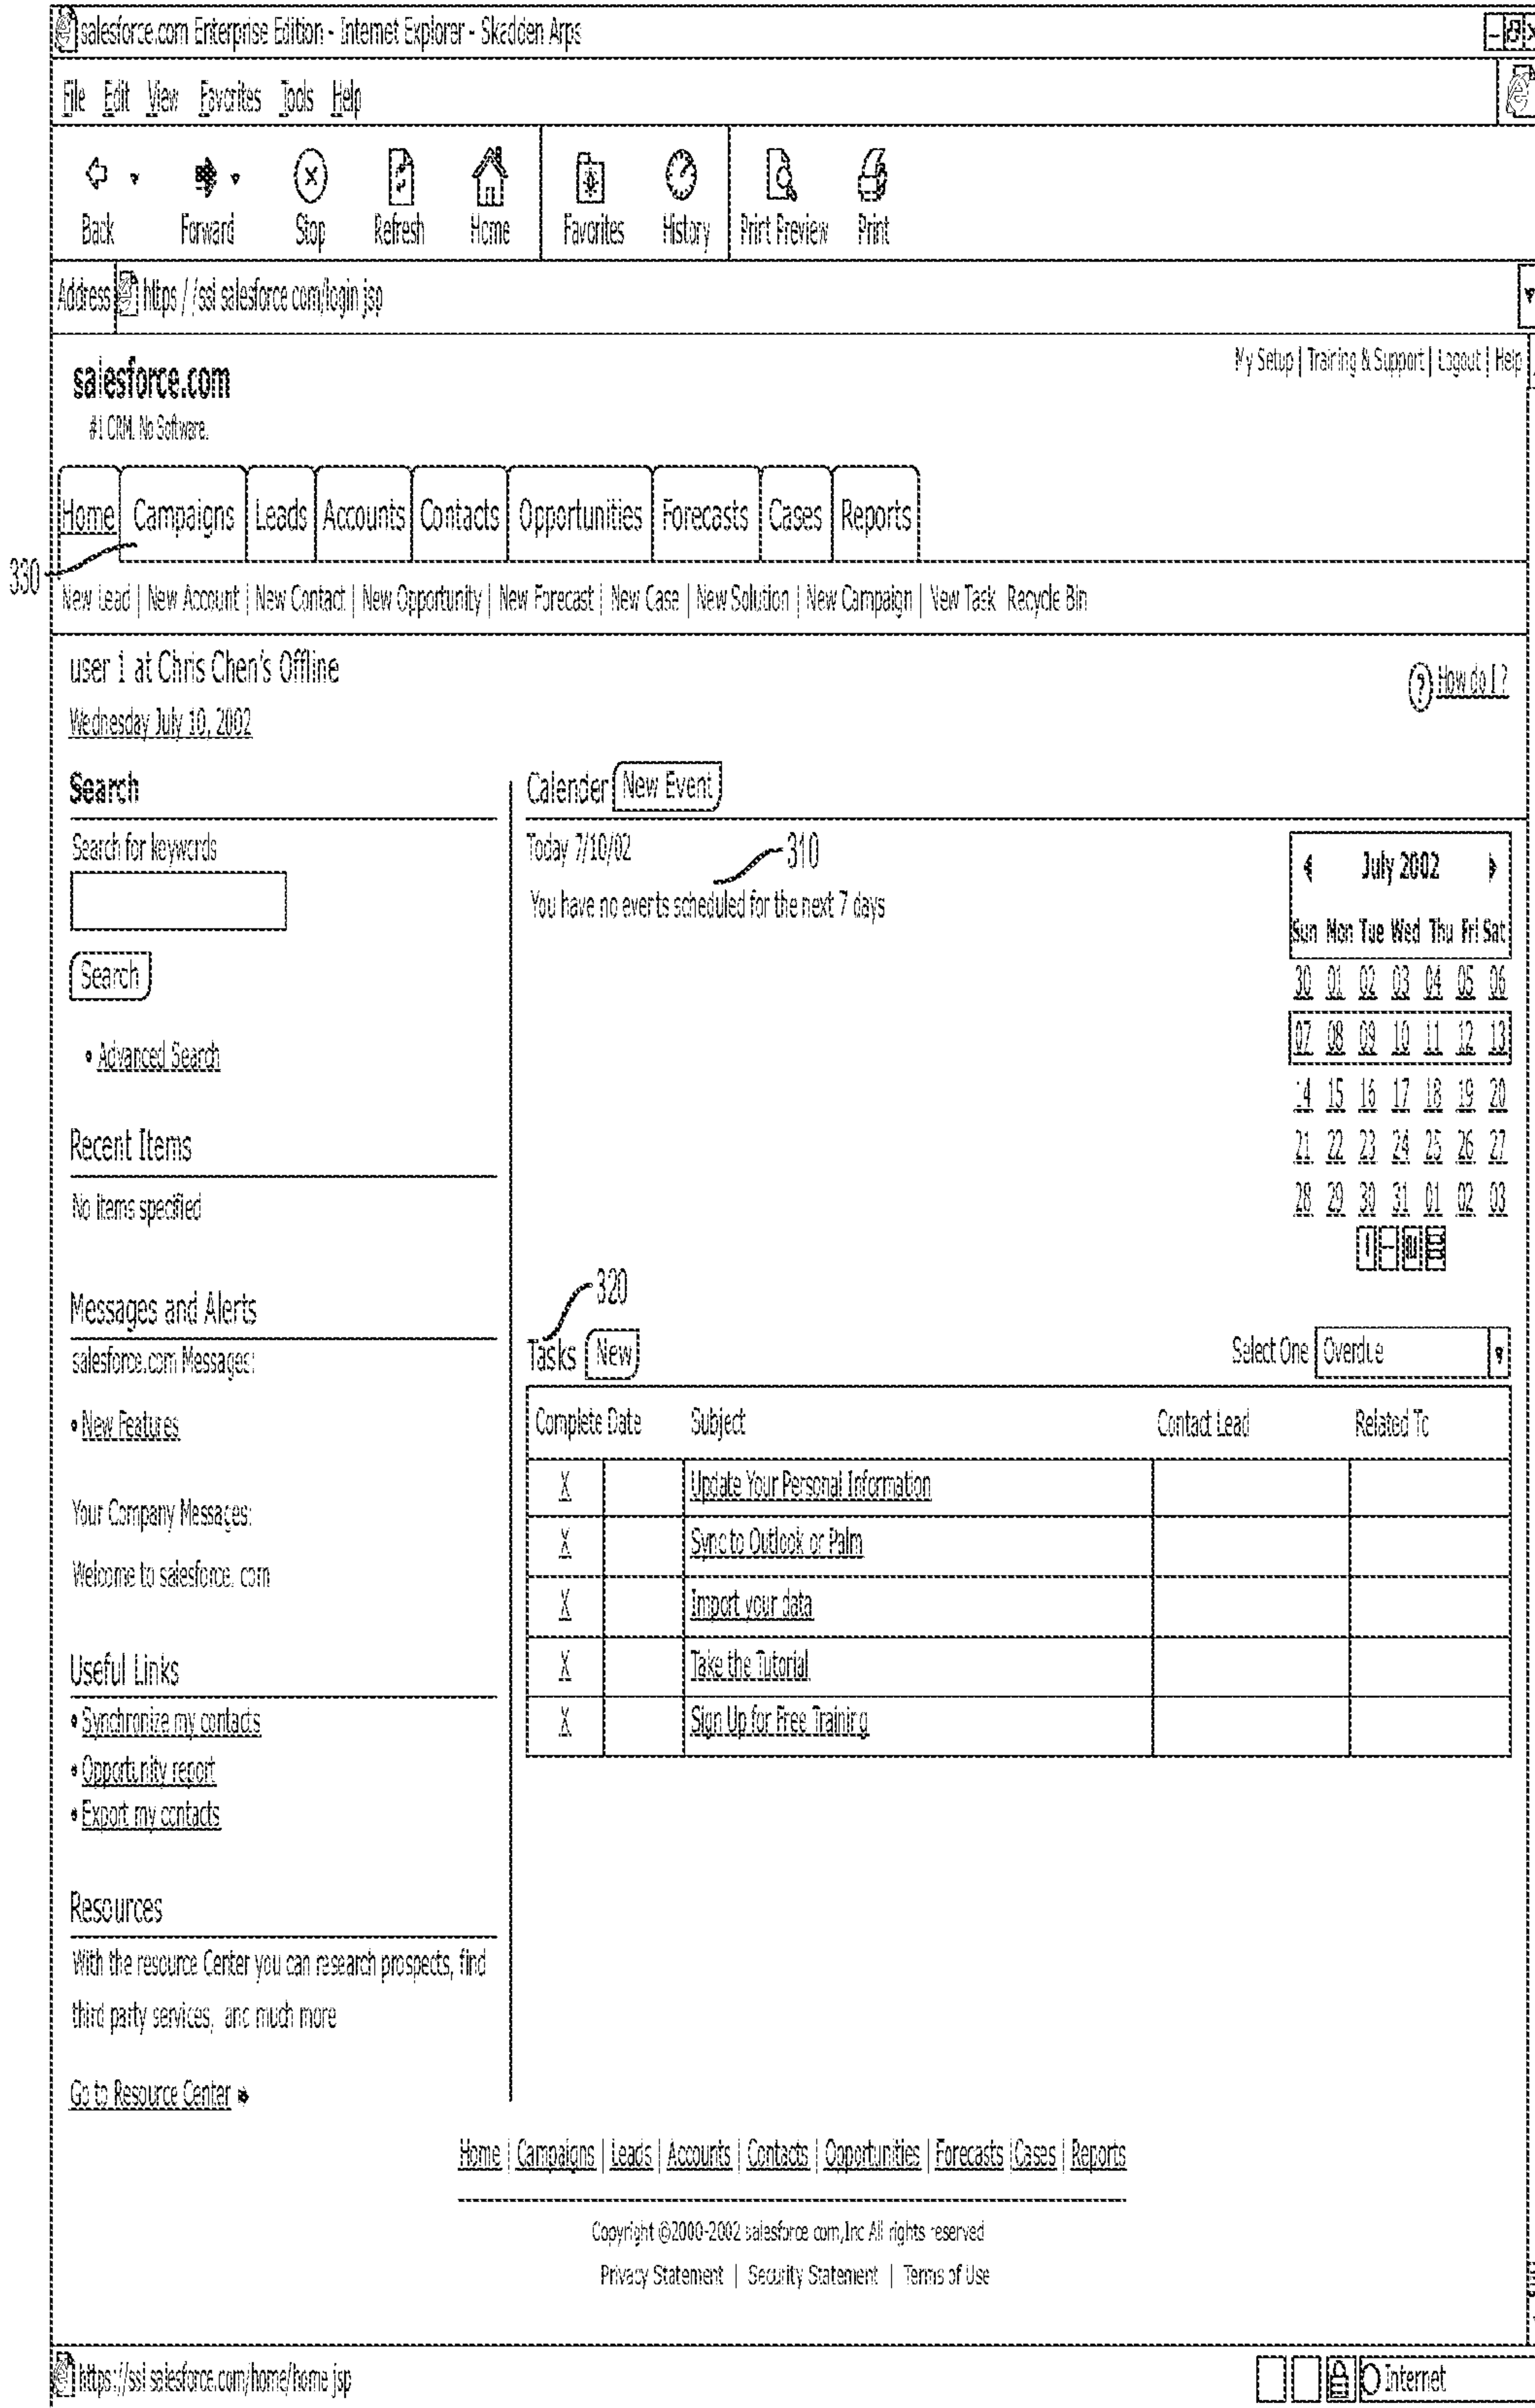 salesforce.com Enterprise Edition - Internet Explorer - Skadden Arps
File Edit View Favorites Tools Help
Back Forward Stop Refresh Home Favorites History Print Preview Print
Address https://ssl salesforce com/login jsp
My Setup | Training & Support | Logout | Help
salesforce.com
#1 CRM. No Software.
Home Campaigns Leads Accounts Contacts Opportunities Forecasts Cases Reports
330
New Lead | New Account | New Contact | New Opportunity | New Forecast | New Case | New Solution | New Campaign | New Task Recycle Bin
user 1 at Chris Chen's Offline
? How do I ?
Wednesday July 10, 2002
Search
Search for keywords
Search
• Advanced Search
Recent Items
No items specified
Messages and Alerts
salesforce.com Messages:
• New Features
Your Company Messages:
Welcome to salesforce. com
Useful Links
• Synchronize my contacts
• Opportunity report
• Export my contacts
Resources
With the resource Center you can research prospects, find
third party services, and much more
Go to Resource Center
Calender New Event
Today 7/10/02
310
You have no events scheduled for the next 7 days
July 2002
Sun Mon Tue Wed Thu Fri Sat
30 01 02 03 04 05 06
07 08 09 10 11 12 13
14 15 16 17 18 19 20
21 22 23 24 25 26 27
28 29 30 31 01 02 03
320
Tasks New
Select One Overdue
Complete Date Subject Contact Lead Related To
X Update Your Personal Information
X Sync to Outlook or Palm
X Import your data
X Take the Tutorial
X Sign Up for Free Training
Home | Campaigns | Leads | Accounts | Contacts | Opportunities | Forecasts | Cases | Reports
Copyright ©2000-2002 salesforce com,Inc All rights reserved
Privacy Statement | Security Statement | Terms of Use
https://ssl salesforce.com/home/home jsp
Internet